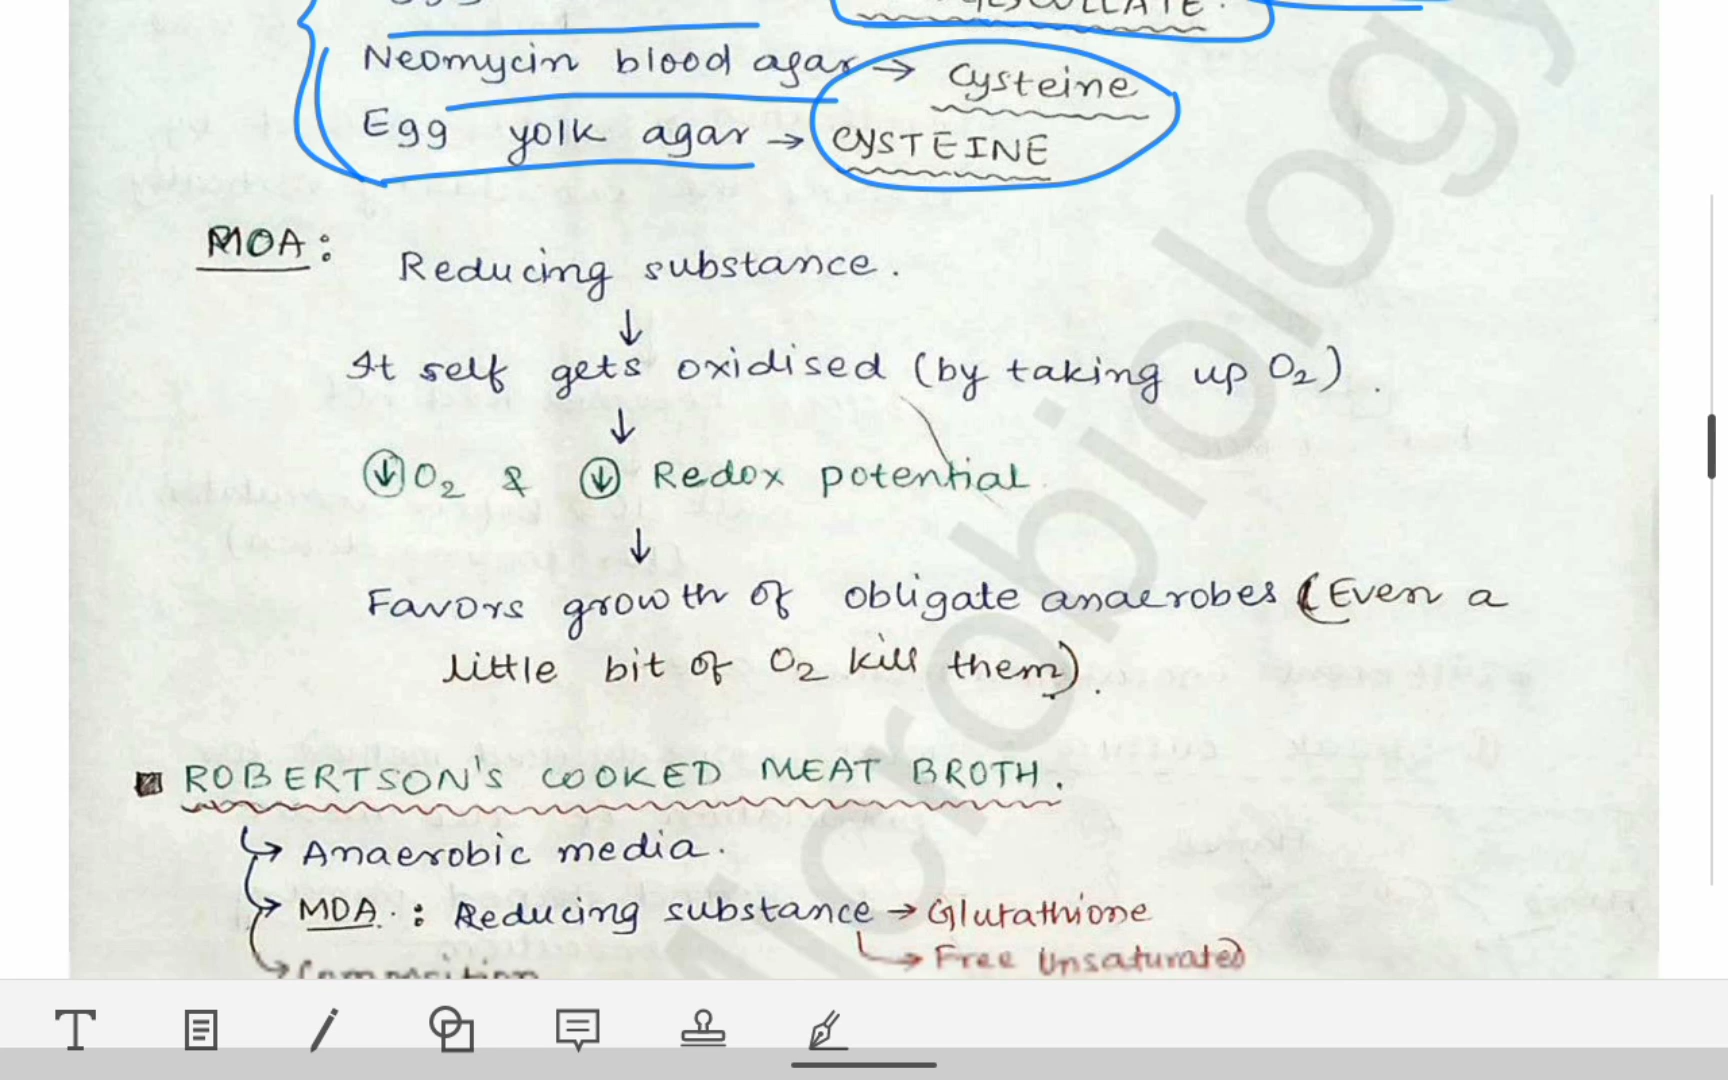 Neomycin blood agar → Cysteine
Egg yolk agar → CYSTEINE
MOA :
Reducing substance.
↓
It self gets oxidised (by taking up O₂).
↓
↓ O₂ & ↓ Redox potential
↓
Favors growth of obligate anaerobes (Even a
little bit of O₂ kill them).
ROBERTSON'S COOKED MEAT BROTH.
→ Anaerobic media.
→ MOA. : Reducing substance → Glutathione
→ Free Unsaturated
→ Composition
Microbiology
T